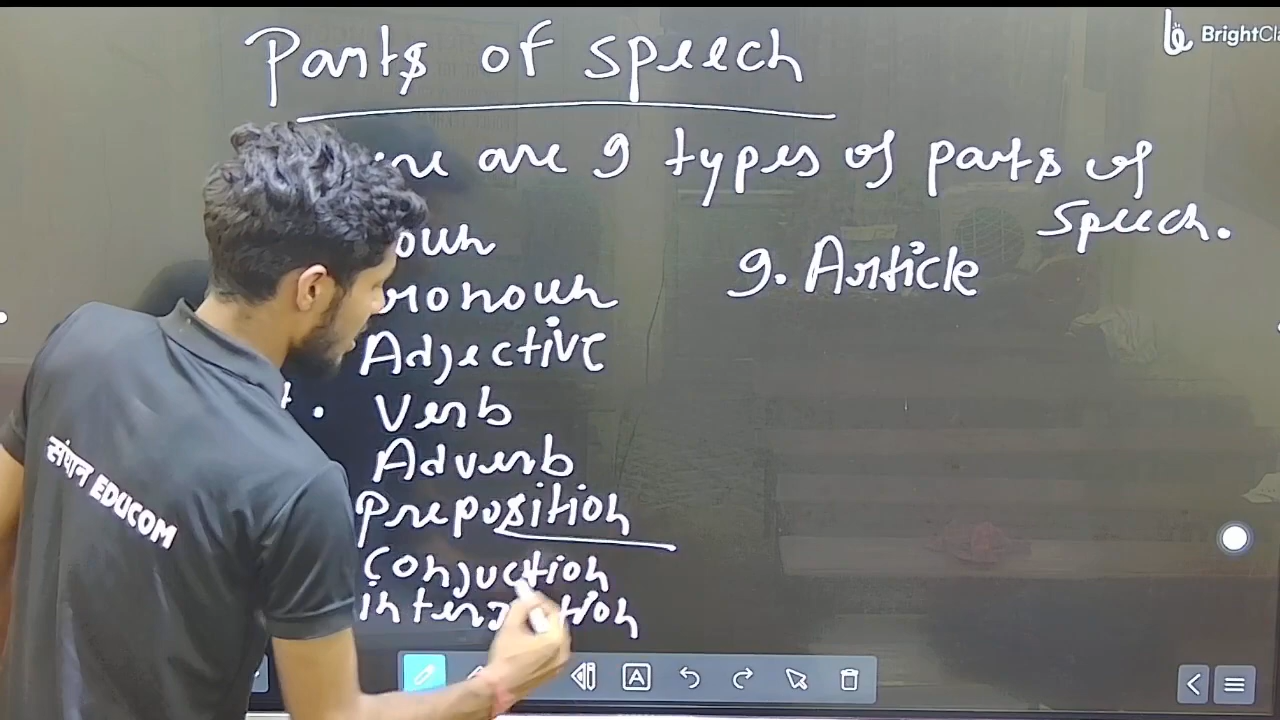 Parts of speech
BrightCla
are 9 types of parts of
speech.
oun
ronoun
9. Article
Adjective
Verb
Adverb
Preposition
Conjuction
संधान EDUCOM